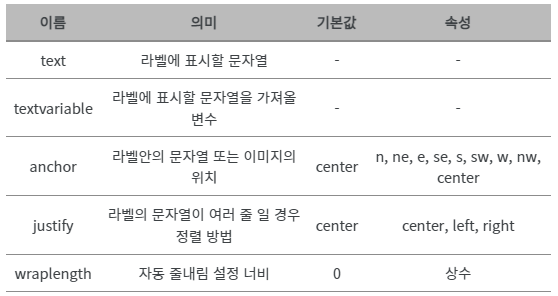 이름 의미 기본값 속성
text 라벨에 표시할 문자열 - -
textvariable 라벨에 표시할 문자열을 가져올 변수 - -
anchor 라벨안의 문자열 또는 이미지의 위치 center n, ne, e, se, s, sw, w, nw, center
justify 라벨의 문자열이 여러 줄 일 경우 정렬 방법 center center, left, right
wraplength 자동 줄내림 설정 너비 0 상수